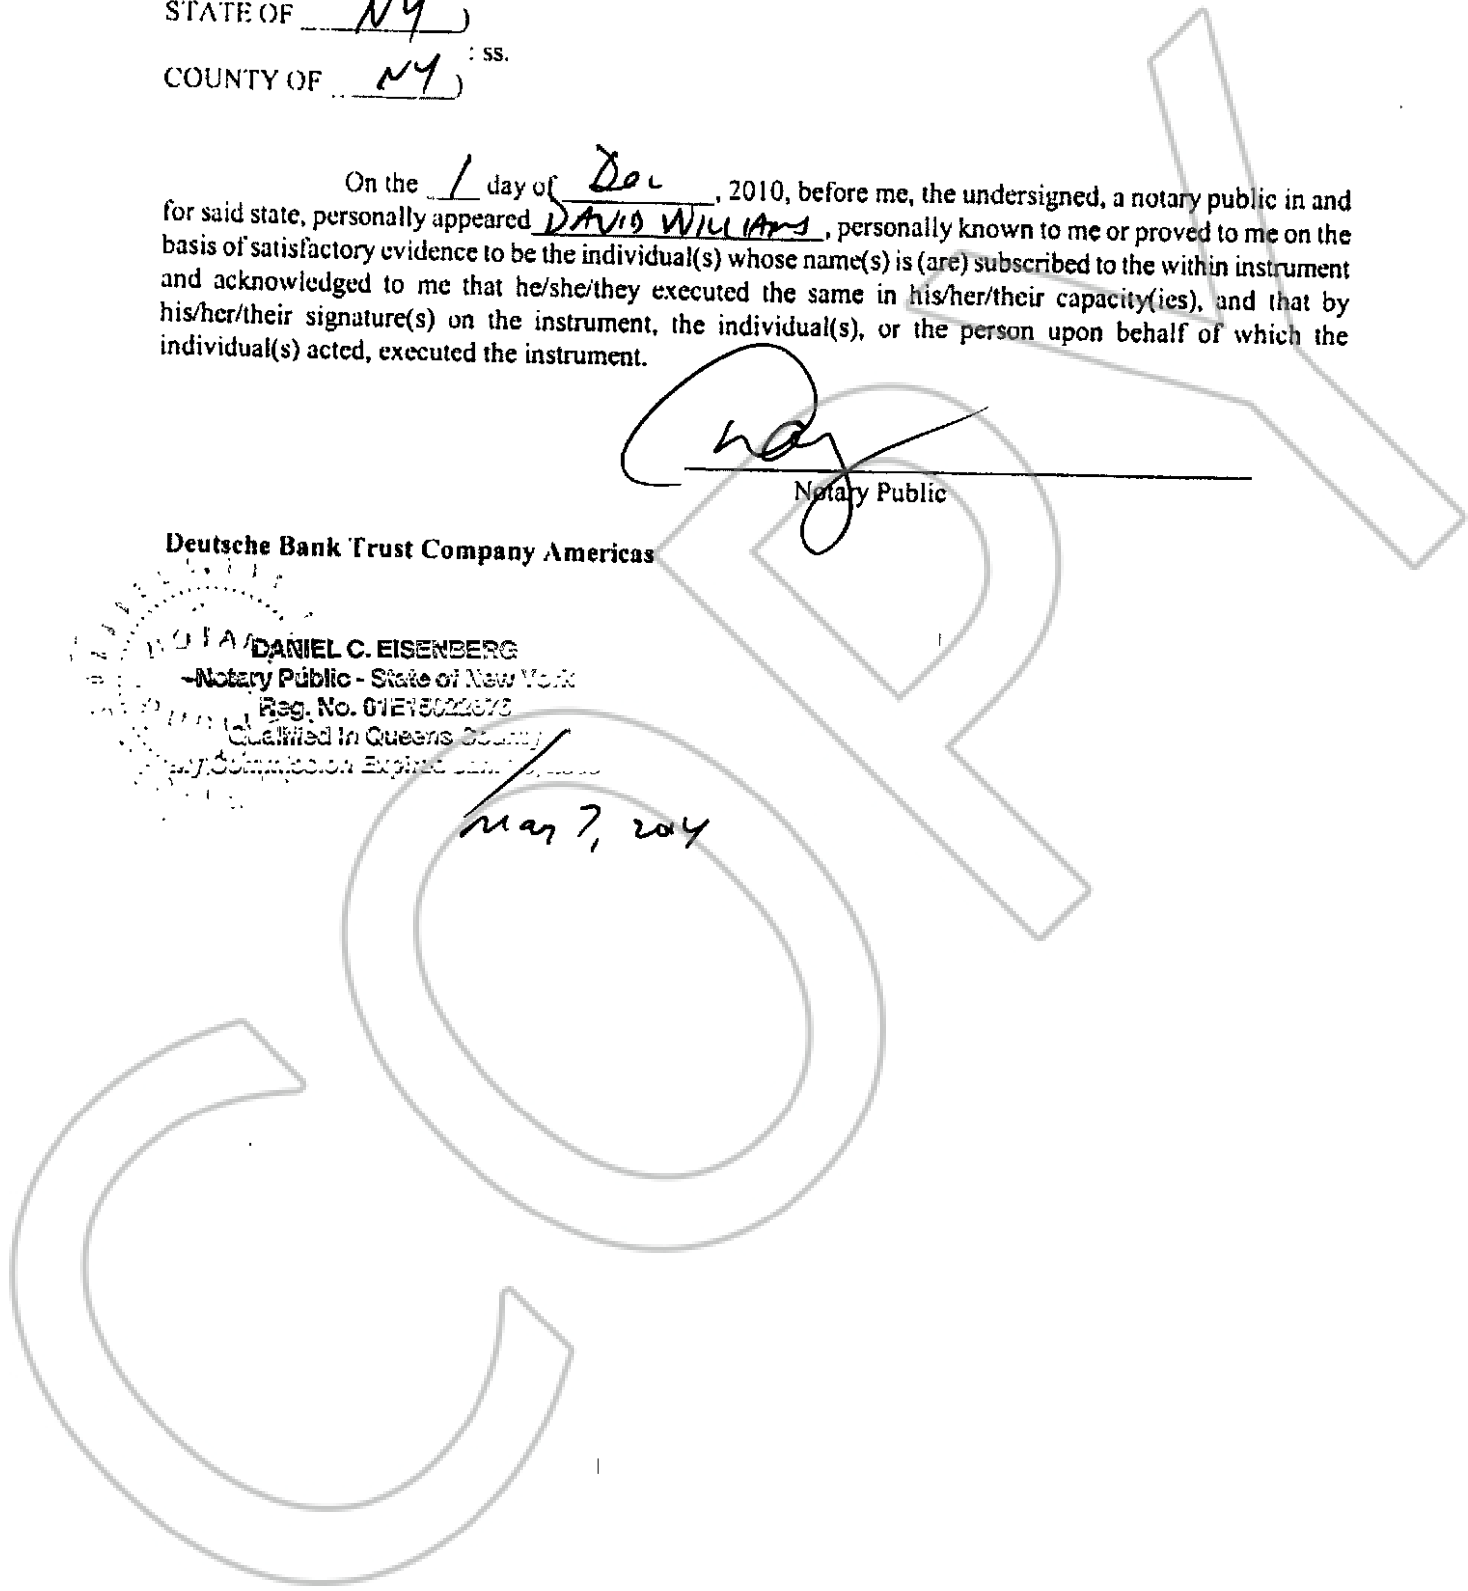 STATE OF NY )
: ss.
COUNTY OF NY )
On the 1 day of Dec, 2010, before me, the undersigned, a notary public in and
for said state, personally appeared DAVID WILLIAMS, personally known to me or proved to me on the
basis of satisfactory evidence to be the individual(s) whose name(s) is (are) subscribed to the within instrument
and acknowledged to me that he/she/they executed the same in his/her/their capacity(ies), and that by
his/her/their signature(s) on the instrument, the individual(s), or the person upon behalf of which the
individual(s) acted, executed the instrument.
Notary Public
Deutsche Bank Trust Company Americas
DANIEL C. EISENBERG
Notary Public - State of New York
Reg. No.
Qualified in Queens County
My Commission Expires
May 7, 2014
COPY